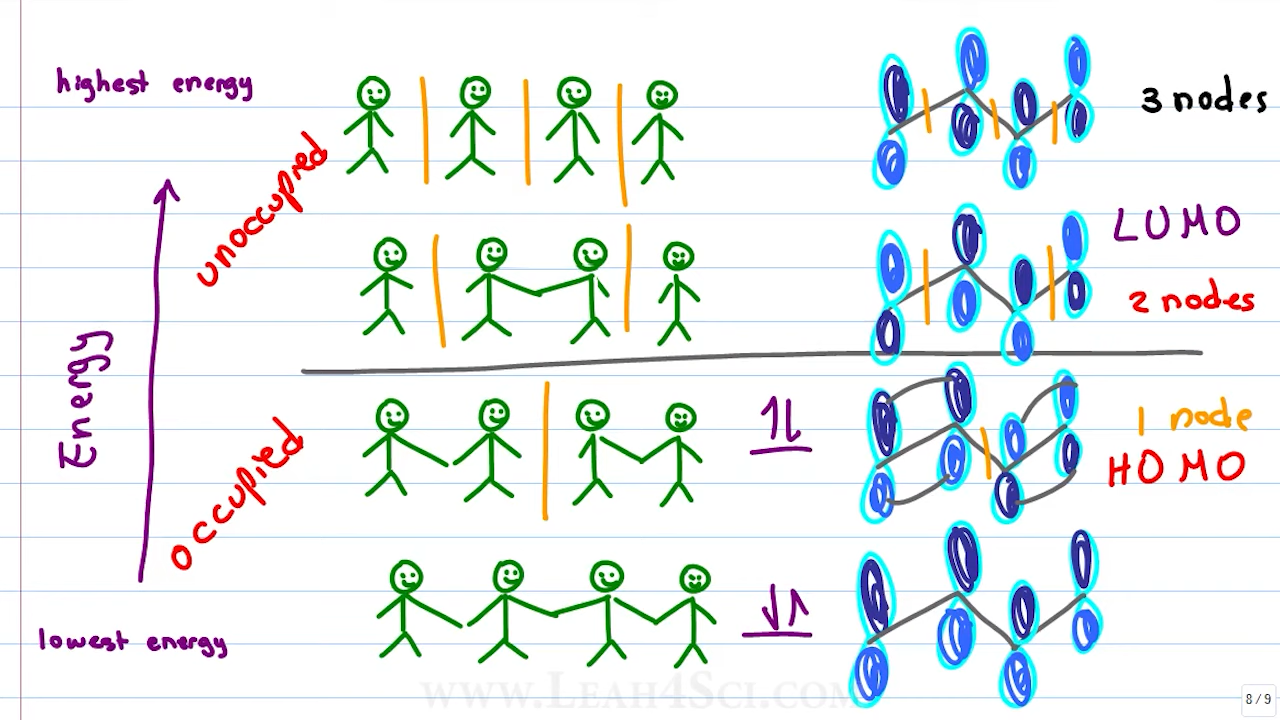 highest energy
3 nodes
unoccupied
LUMO
2 nodes
Energy
1 node
HOMO
occupied
lowest energy
www.Leah4Sci.com
8/9